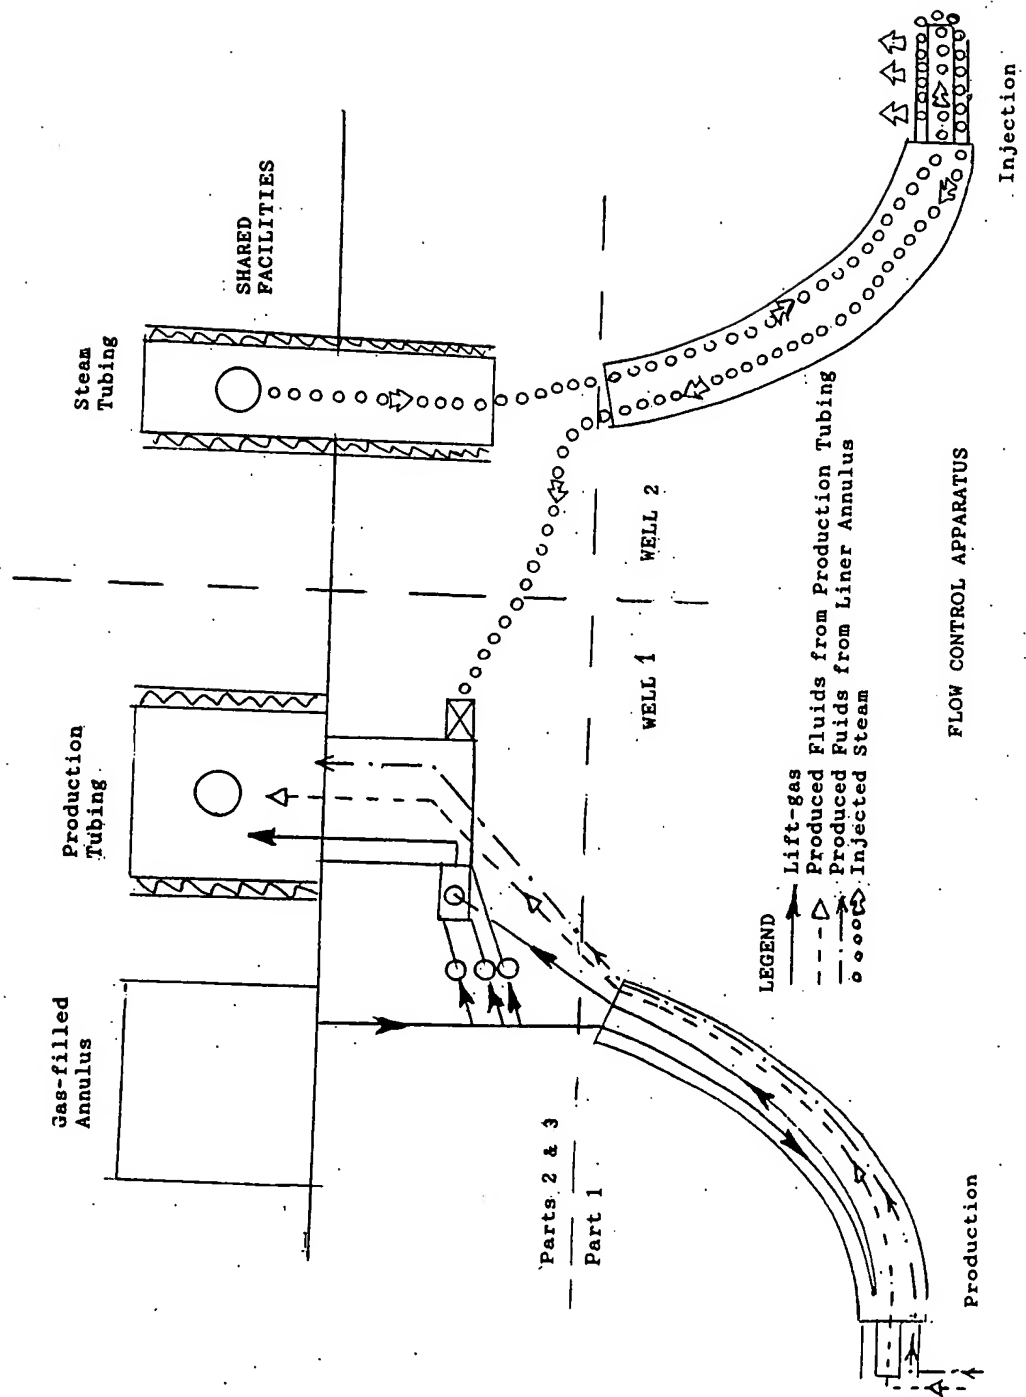 Gas-filled
Annulus
Production
Tubing
Steam
Tubing
SHARED
FACILITIES
Parts 2 & 3
Part 1
WELL 1
WELL 2
LEGEND
Lift-gas
Produced Fluids from Production Tubing
Produced Fuids from Liner Annulus
Injected Steam
Production
Injection
FLOW CONTROL APPARATUS